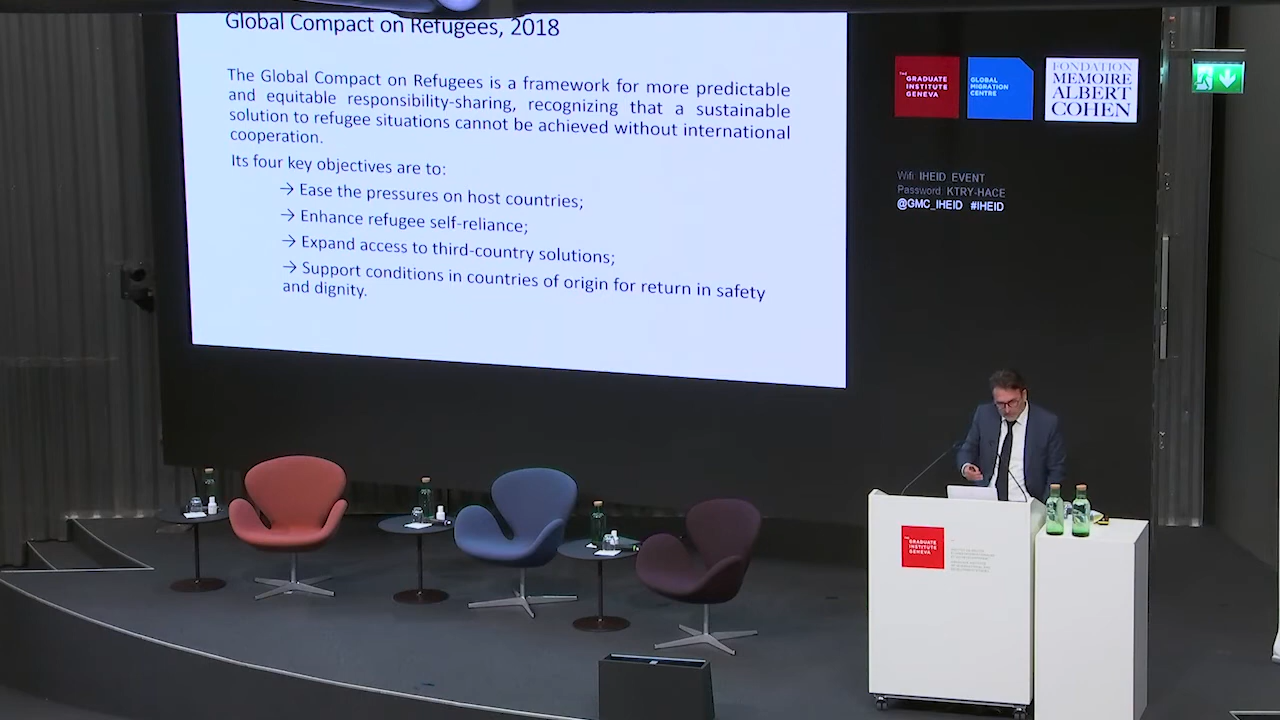 Global Compact on Refugees, 2018
The Global Compact on Refugees is a framework for more predictable
and equitable responsibility-sharing, recognizing that a sustainable
solution to refugee situations cannot be achieved without international
cooperation.
Its four key objectives are to:
→ Ease the pressures on host countries;
→ Enhance refugee self-reliance;
→ Expand access to third-country solutions;
→ Support conditions in countries of origin for return in safety
and dignity.
THE
GRADUATE
INSTITUTE
GENEVA
GLOBAL
MIGRATION
CENTRE
FONDATION
MEMOIRE
ALBERT
COHEN
Wifi IHEID_EVENT
Password KTRY-HACE
@GMC_IHEID #IHEID
THE
GRADUATE
INSTITUTE
GENEVA